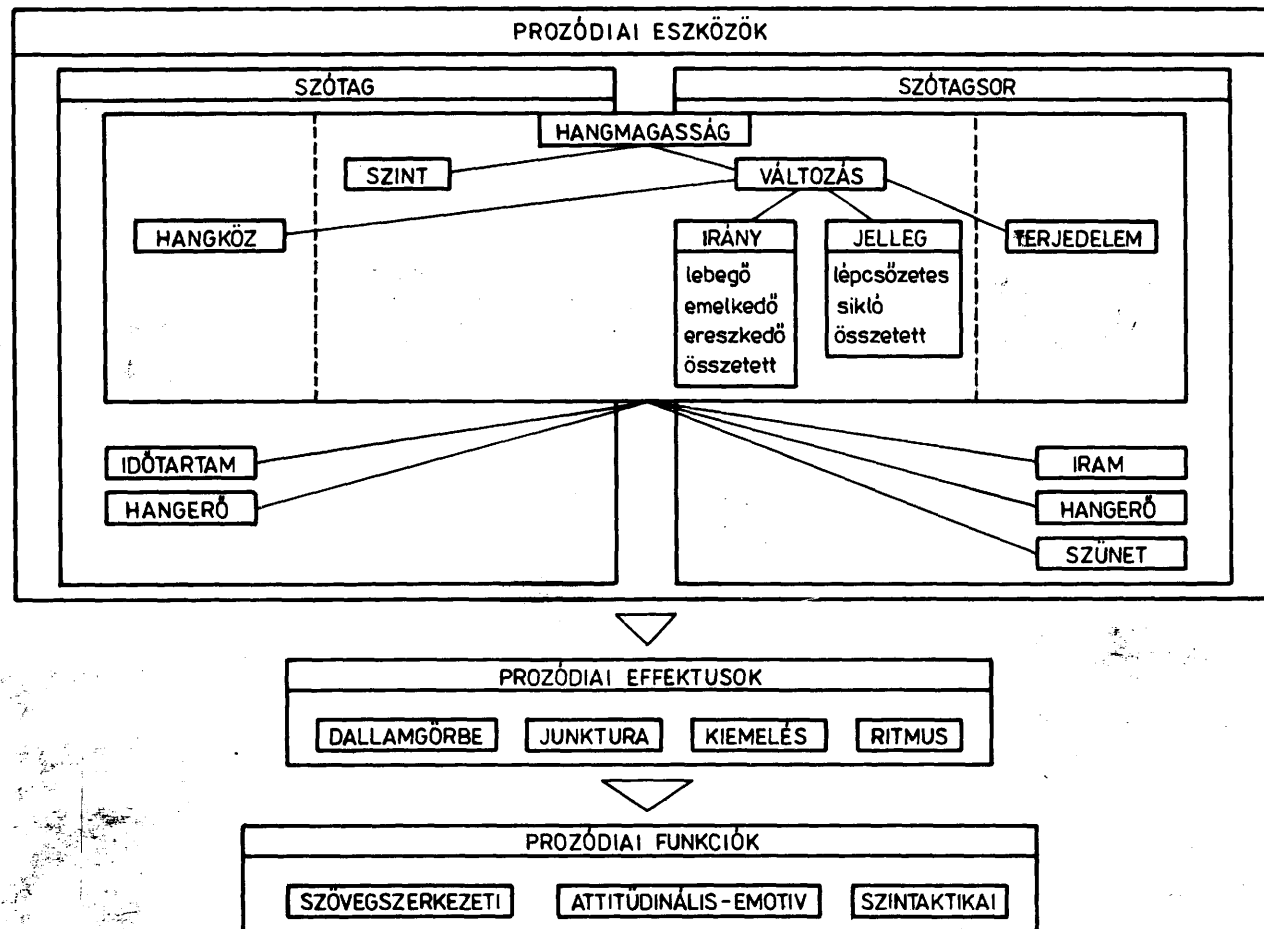 PROZÓDIAI ESZKÖZÖK
SZÓTAG
SZÓTAGSOR
HANGMAGASSÁG
SZINT
VÁLTOZÁS
HANGKÖZ
IRÁNY
JELLEG
TERJEDELEM
lebegő
emelkedő
ereszkedő
összetett
lépcsőzetes
sikló
összetett
IDŐTARTAM
HANGERŐ
IRAM
HANGERŐ
SZÜNET
PROZÓDIAI EFFEKTUSOK
DALLAMGÖRBE
JUNKTURA
KIEMELÉS
RITMUS
PROZÓDIAI FUNKCIÓK
SZÖVEGSZERKEZETI
ATTITŰDINÁLIS-EMOTIV
SZINTAKTIKAI